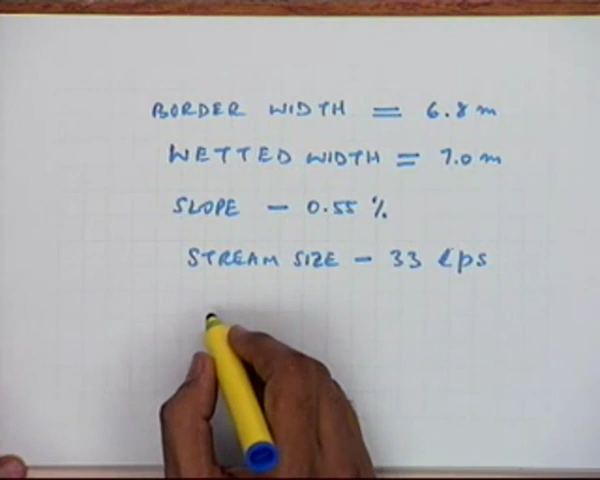 BORDER WIDTH = 6.8 m
WETTED WIDTH = 7.0 m
SLOPE - 0.55 %
STREAM SIZE - 33 lps